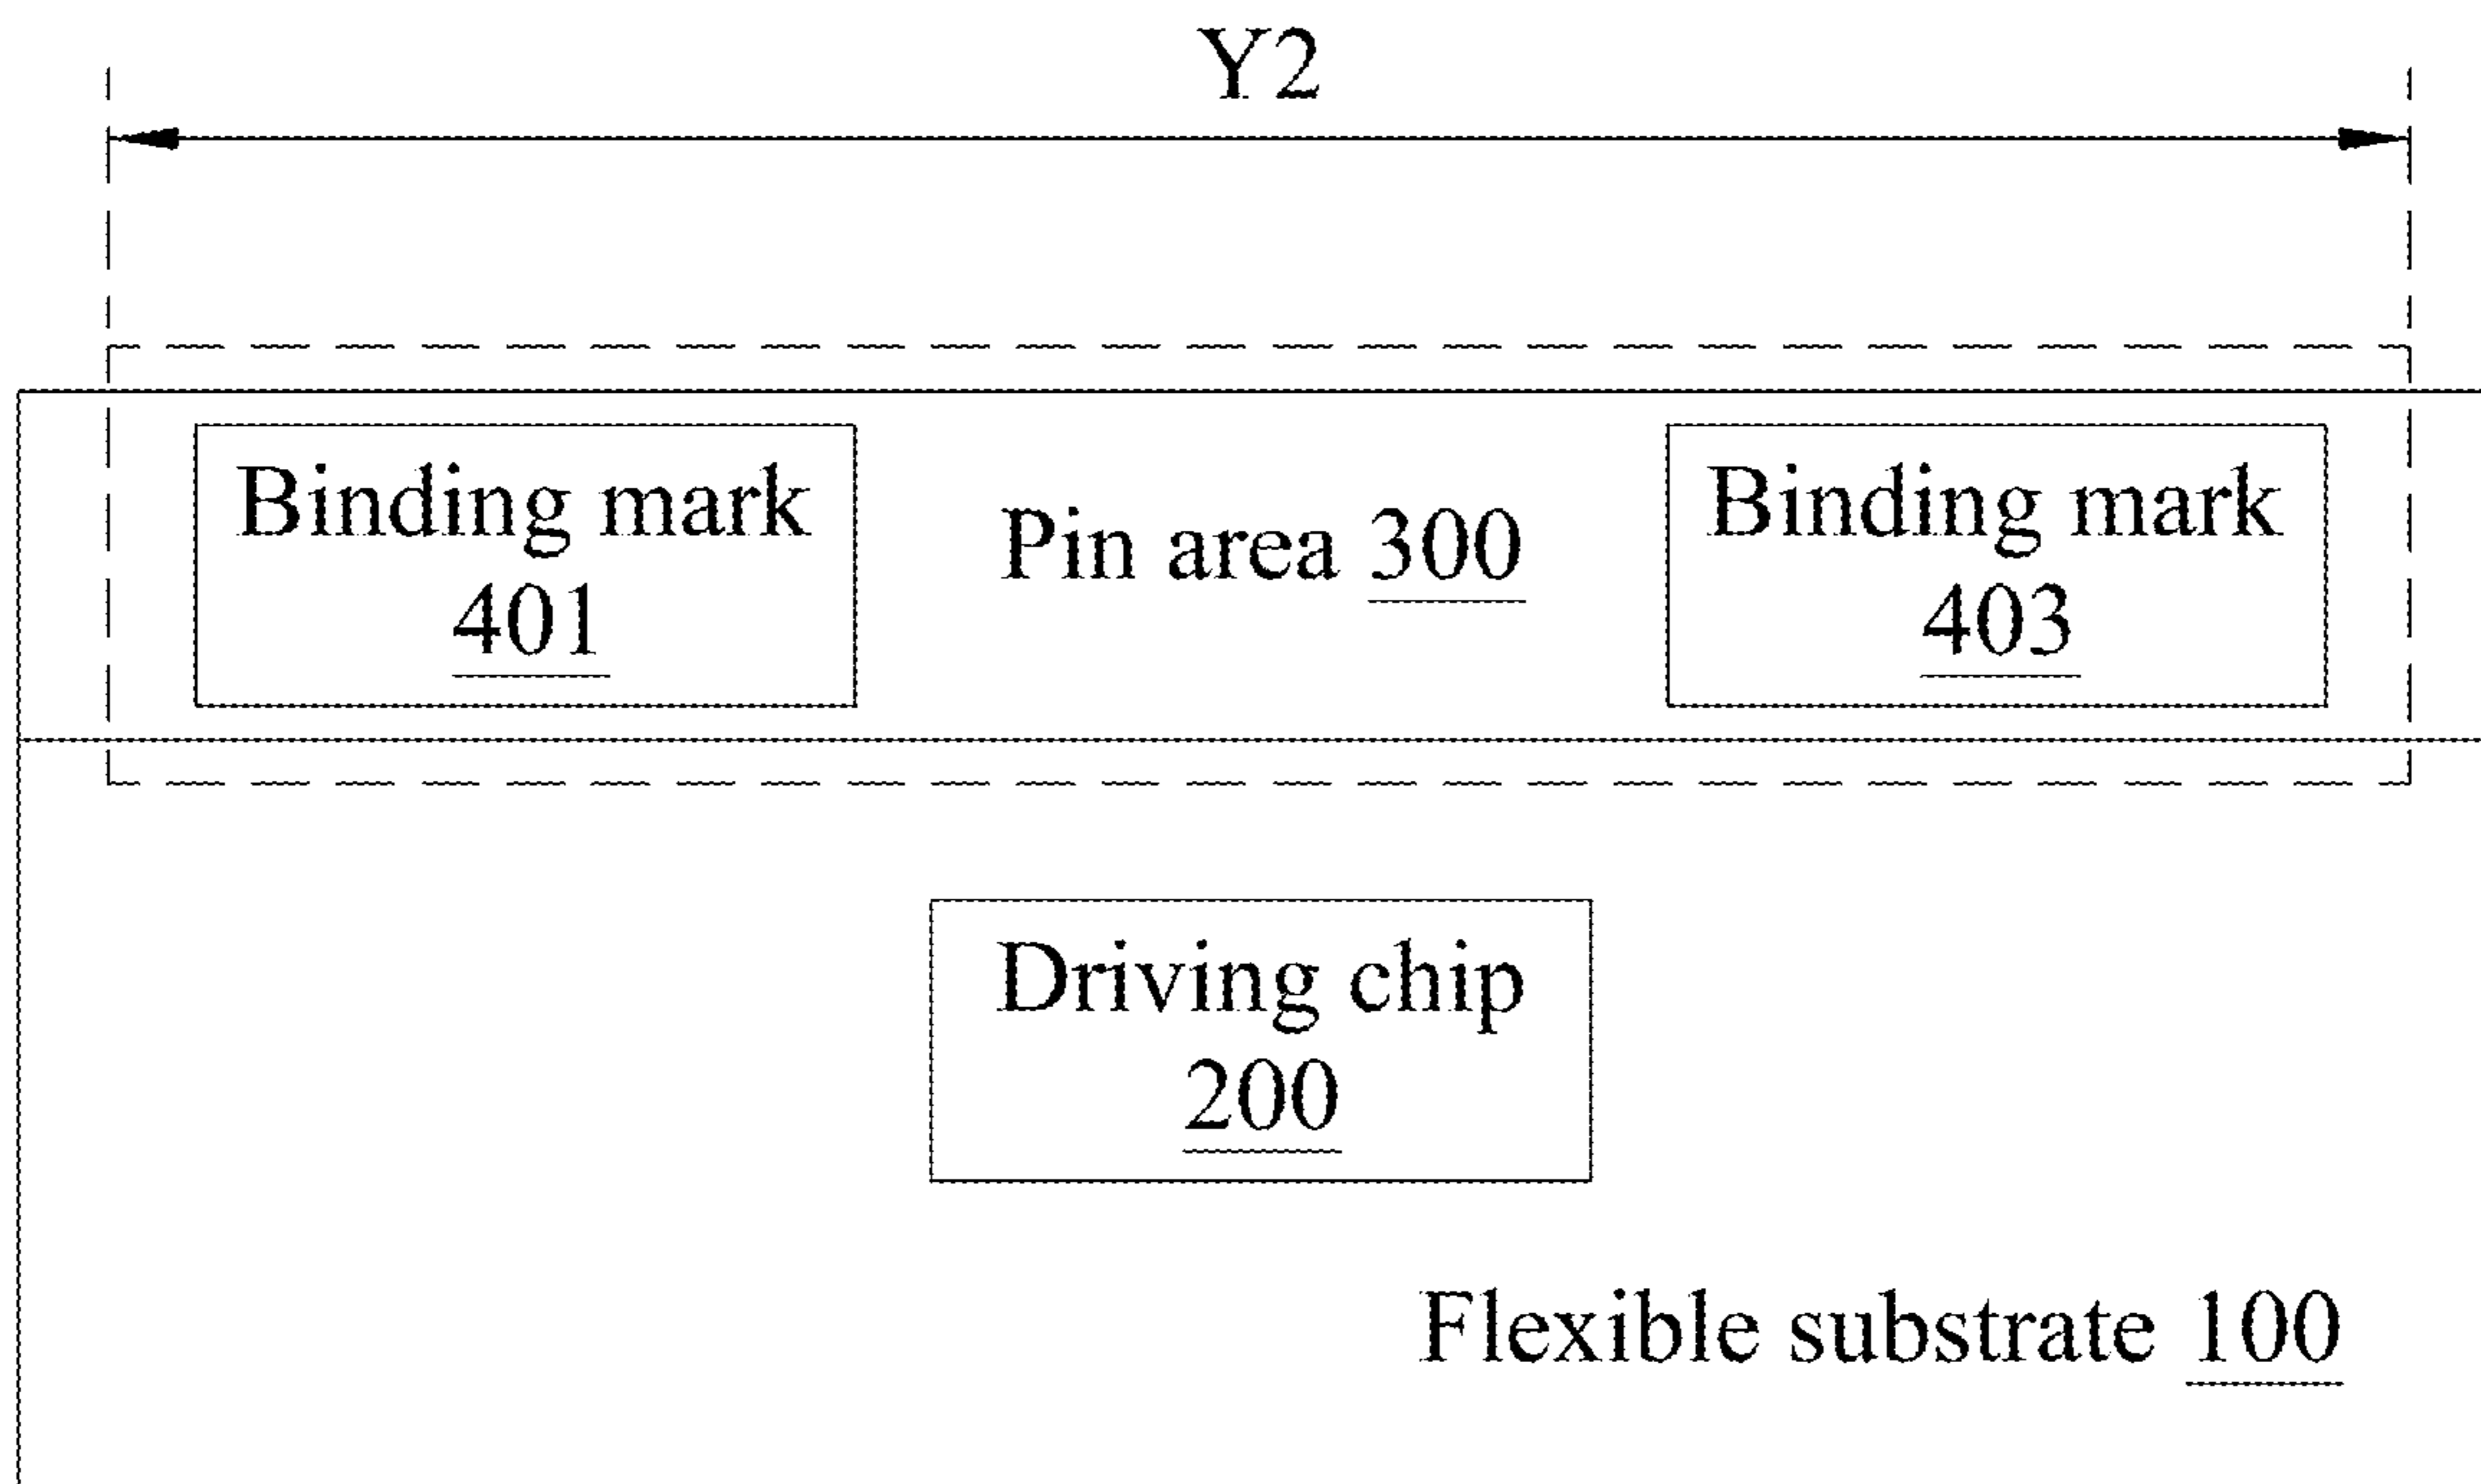 Y2
Binding mark
401
Pin area 300
Binding mark
403
Driving chip
200
Flexible substrate 100